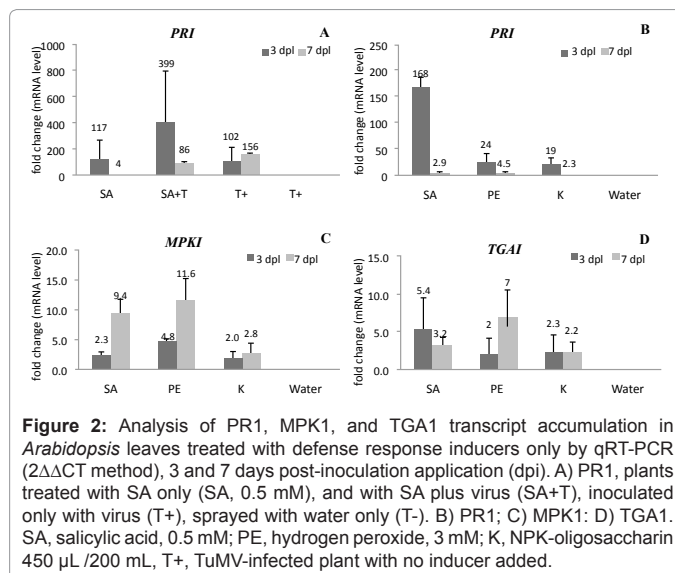 PRI A
1000 3 dpl 7 dpl
800
600
400
200
0
fold change (mRNA level)
117 4 399 86 102 156
SA SA+T T+ T+
PRI B
250 3 dpl 7 dpl
200
150
100
50
0
fold change (mRNA level)
168 2.9 24 4.5 19 2.3
SA PE K Water
MPKI C
20.0 3 dpl 7 dpl
15.0
10.0
5.0
0.0
fold change (mRNA level)
2.3 9.4 4.8 11.6 2.0 2.8
SA PE K Water
TGAI D
15.0 3 dpl 7 dpl
10.0
5.0
0.0
fold change (mRNA level)
5.4 3.2 2 7 2.3 2.2
SA PE K Water
Figure 2: Analysis of PR1, MPK1, and TGA1 transcript accumulation in
Arabidopsis leaves treated with defense response inducers only by qRT-PCR
(2ΔΔCT method), 3 and 7 days post-inoculation application (dpi). A) PR1, plants
treated with SA only (SA, 0.5 mM), and with SA plus virus (SA+T), inoculated
only with virus (T+), sprayed with water only (T-). B) PR1; C) MPK1: D) TGA1.
SA, salicylic acid, 0.5 mM; PE, hydrogen peroxide, 3 mM; K, NPK-oligosaccharin
450 µL /200 mL, T+, TuMV-infected plant with no inducer added.